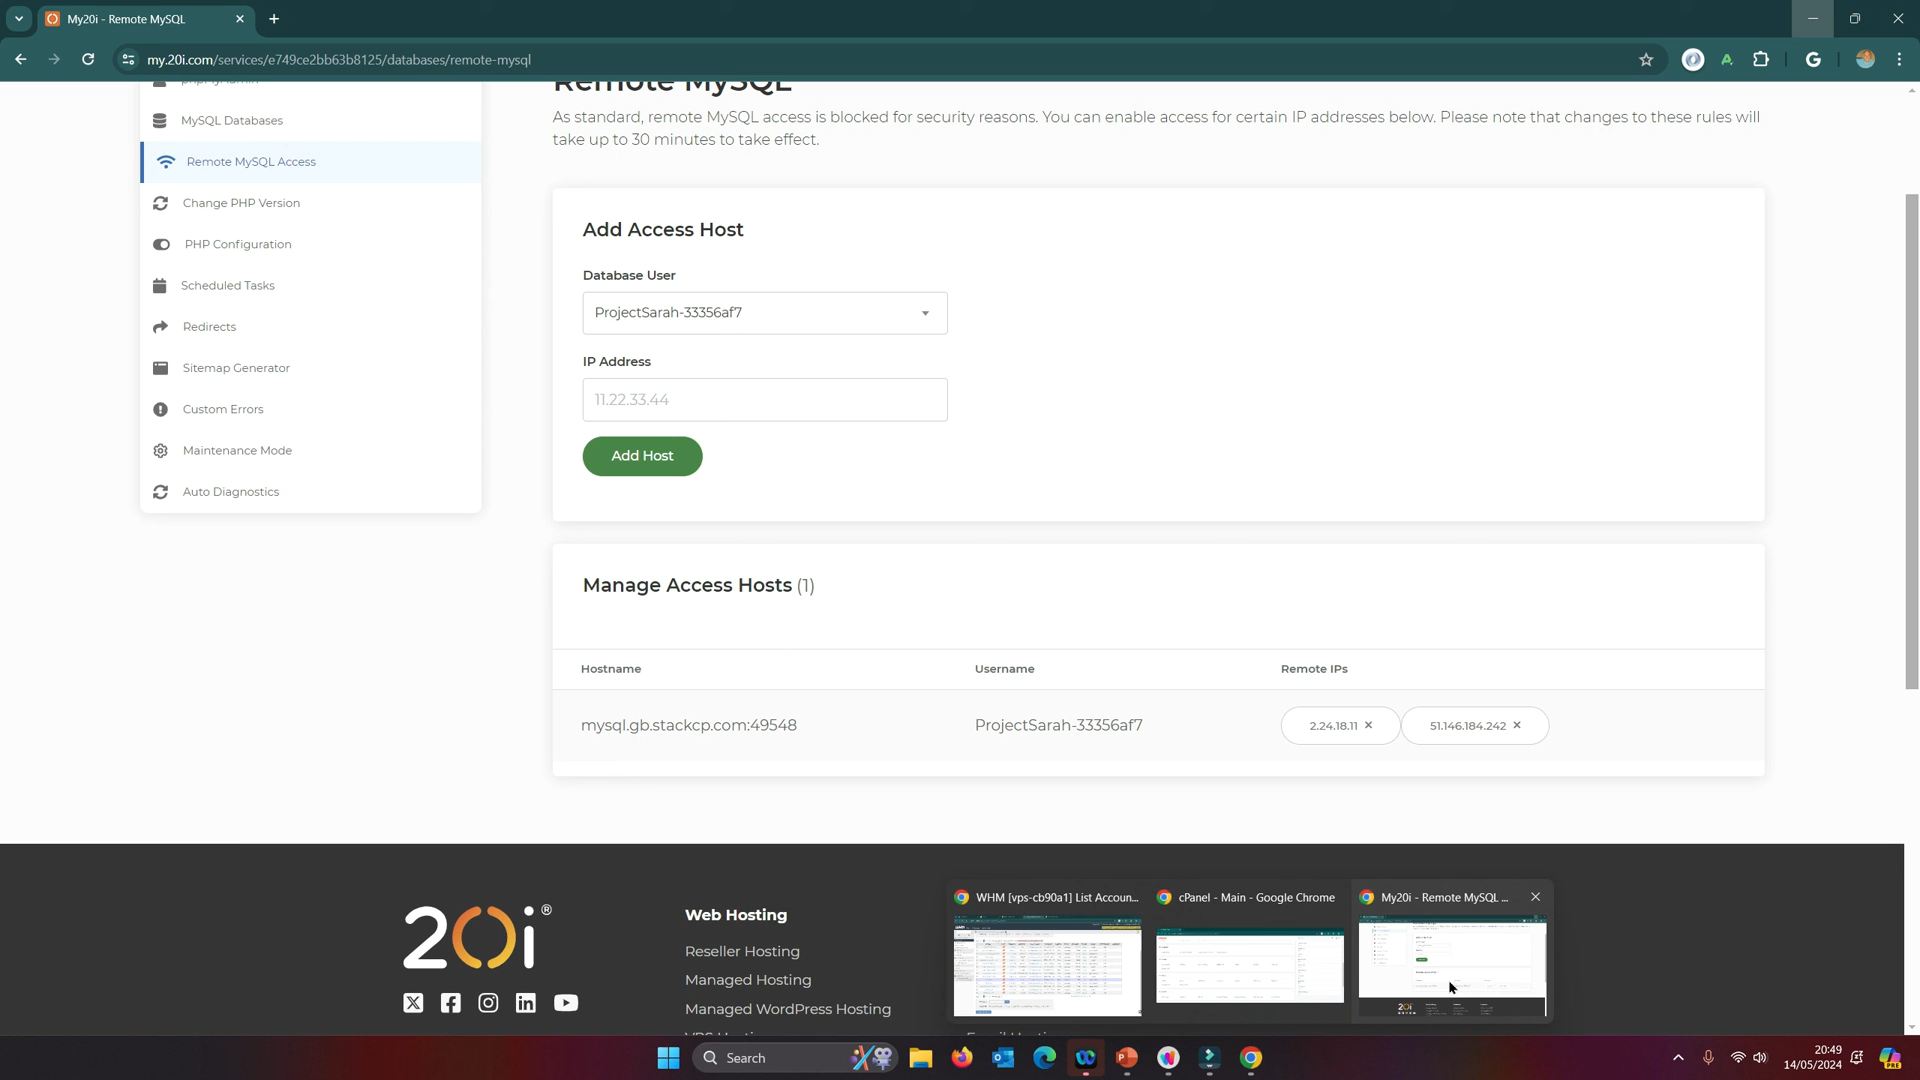 My20i - Remote MySQL
my.20i.com/services/e749ce2bb63b8125/databases/remote-mysql
phpMyAdmin
MySQL Databases
Remote MySQL Access
Change PHP Version
PHP Configuration
Scheduled Tasks
Redirects
Sitemap Generator
Custom Errors
Maintenance Mode
Auto Diagnostics
Remote MySQL
As standard, remote MySQL access is blocked for security reasons. You can enable access for certain IP addresses below. Please note that changes to these rules will
take up to 30 minutes to take effect.
Add Access Host
Database User
ProjectSarah-33356af7
IP Address
11.22.33.44
Add Host
Manage Access Hosts (1)
Hostname Username Remote IPs
mysql.gb.stackcp.com:49548 ProjectSarah-33356af7 2.24.18.11 × 51.146.184.242 ×
20i®
Web Hosting
Reseller Hosting
Managed Hosting
Managed WordPress Hosting
WHM [vps-cb90a1] List Accoun...
cPanel - Main - Google Chrome
My20i - Remote MySQL ...
Search
20:49
14/05/2024